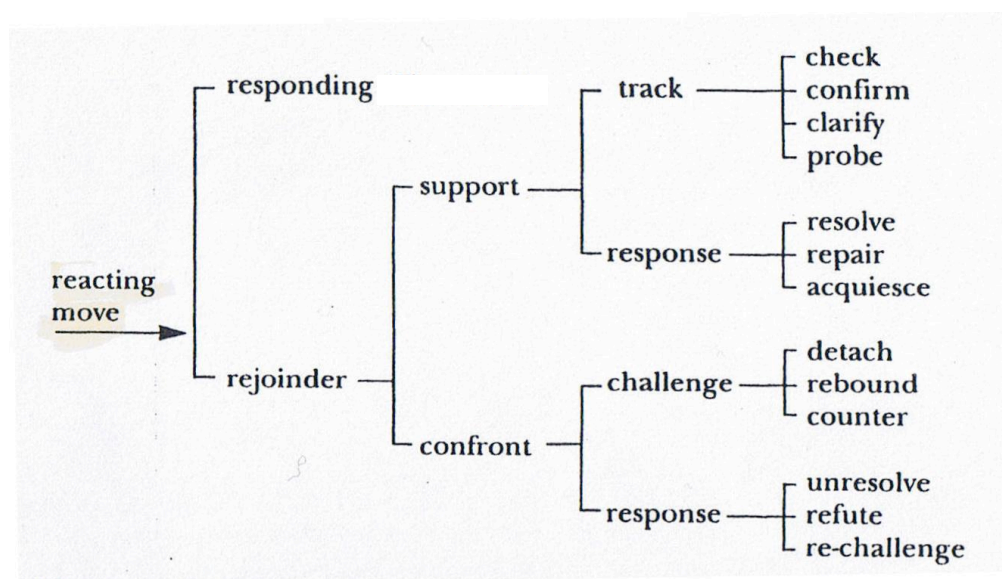 responding
track
check
confirm
clarify
probe
support
response
resolve
repair
acquiesce
reacting
move
rejoinder
confront
challenge
detach
rebound
counter
response
unresolve
refute
re-challenge